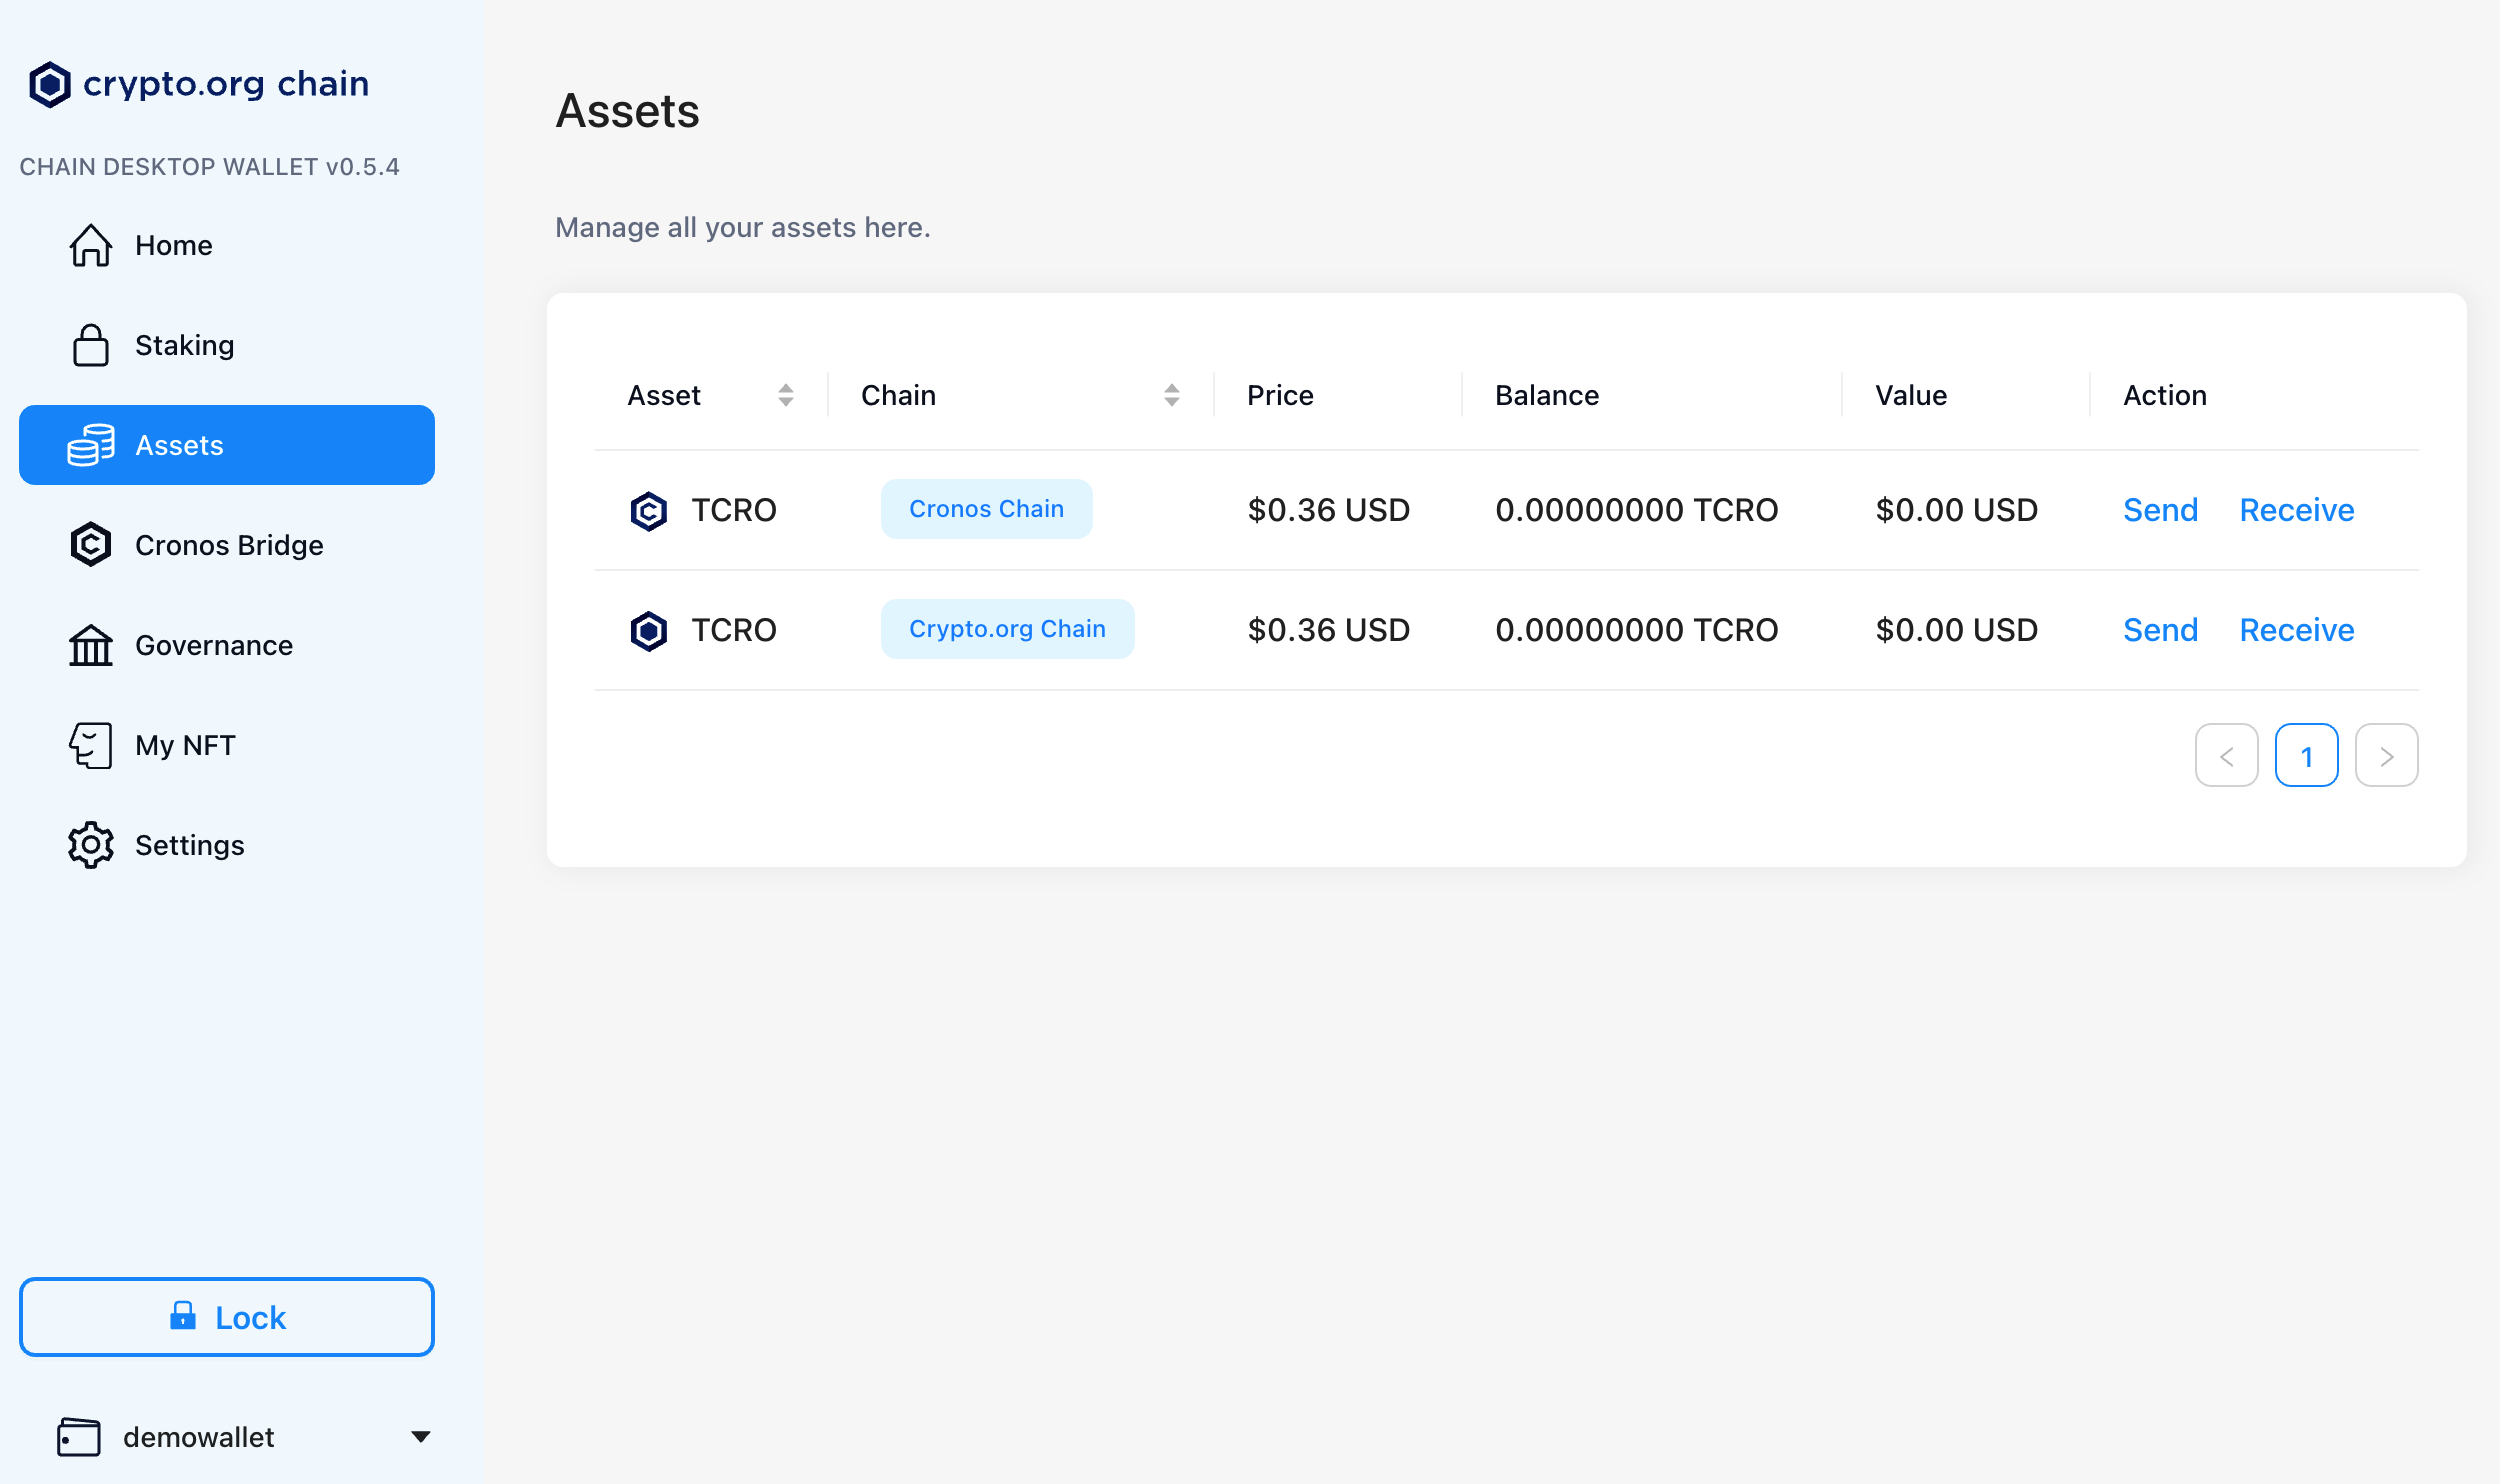 crypto.org chain
CHAIN DESKTOP WALLET v0.5.4
Home
Staking
Assets
Cronos Bridge
Governance
My NFT
Settings
Lock
demowallet
Assets
Manage all your assets here.
Asset Chain Price Balance Value Action
TCRO Cronos Chain $0.36 USD 0.00000000 TCRO $0.00 USD Send Receive
TCRO Crypto.org Chain $0.36 USD 0.00000000 TCRO $0.00 USD Send Receive
< 1 >